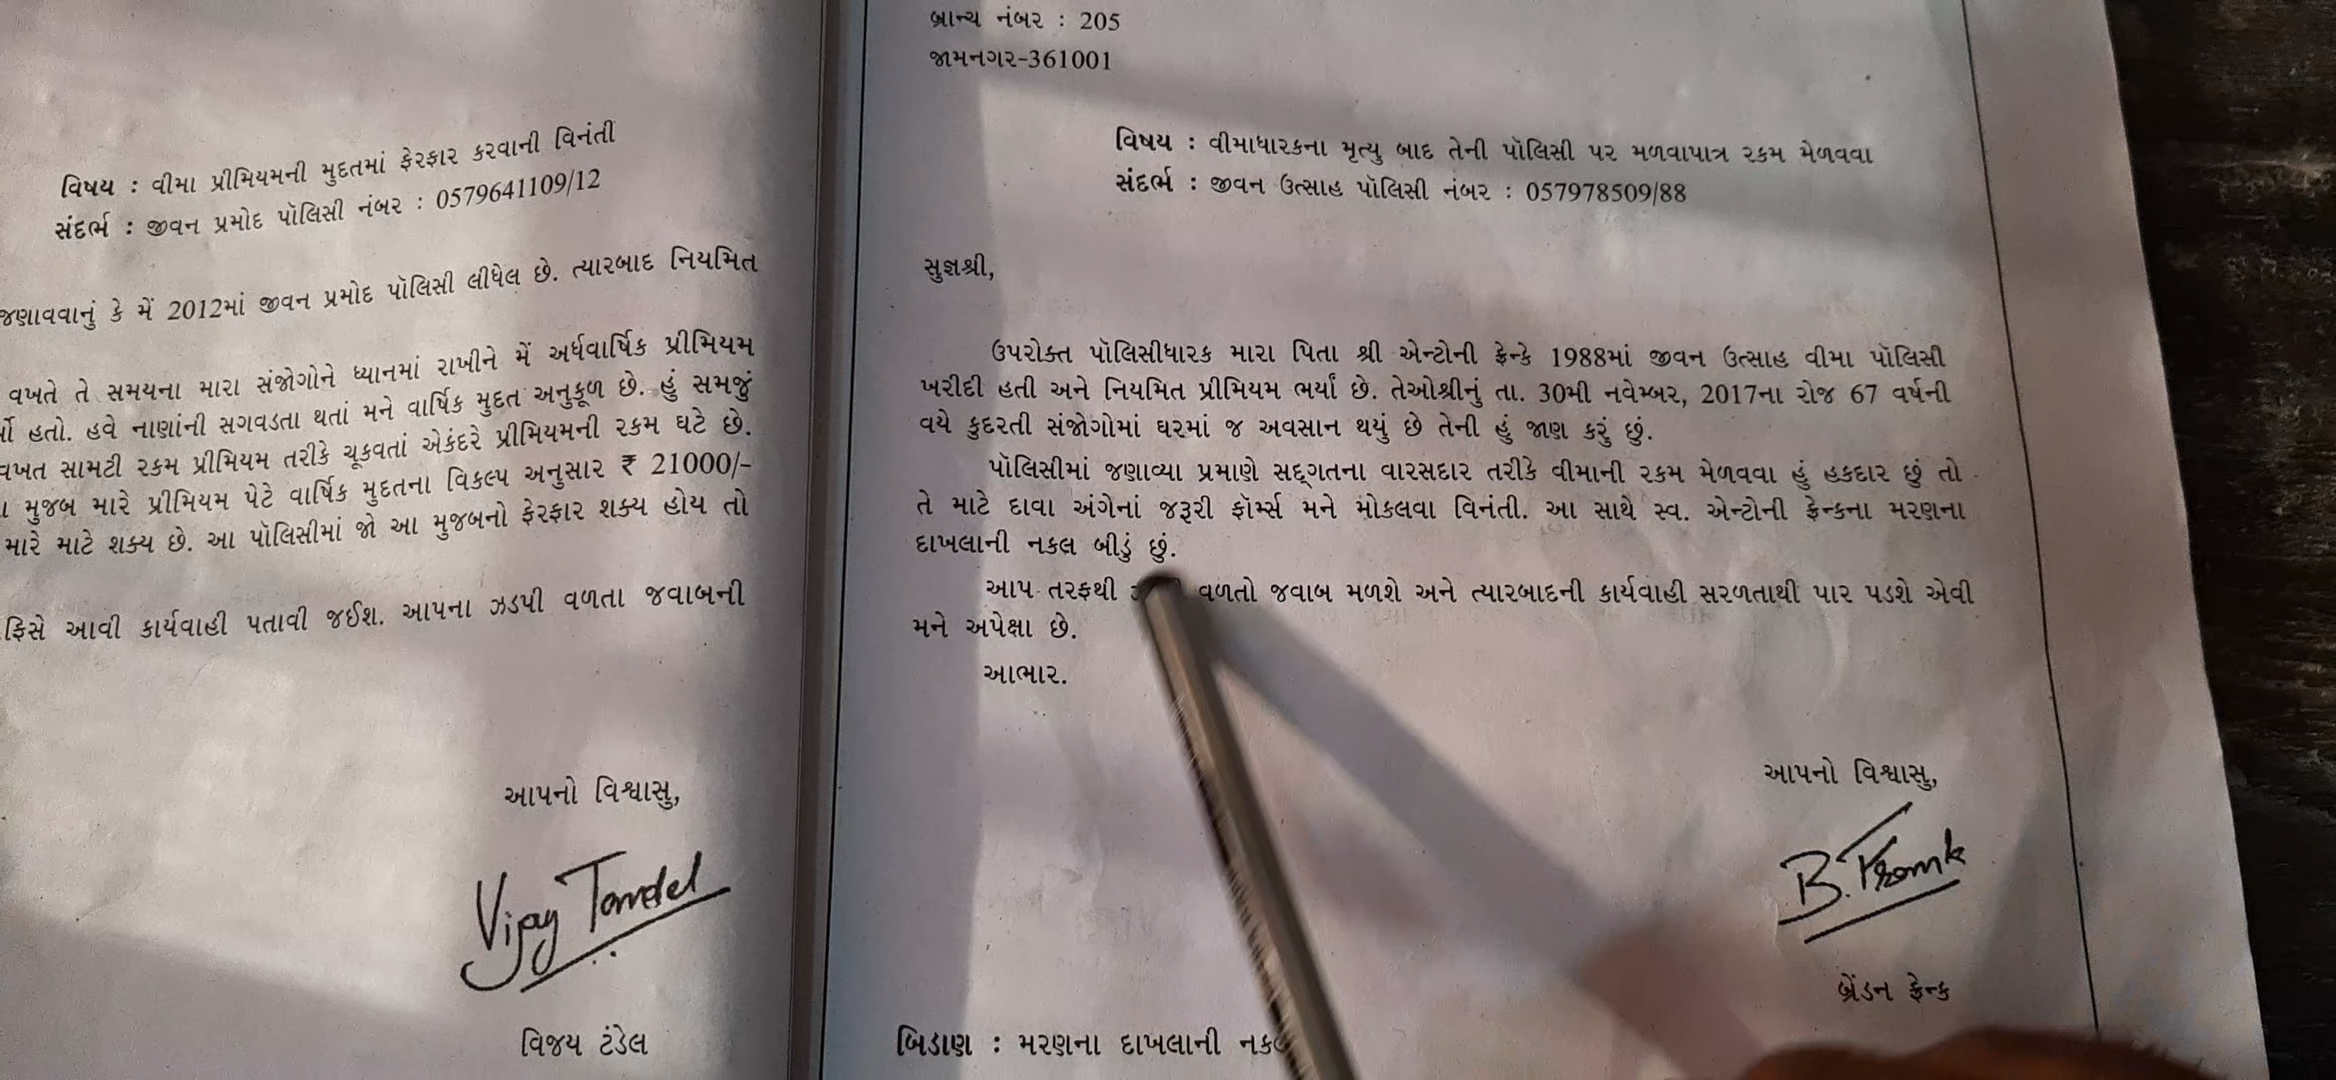 વિષય : વીમા પ્રીમિયમની મુદતમાં ફેરફાર કરવાની વિનંતી
સંદર્ભ : જીવન પ્રમોદ પૉલિસી નંબર : 0579641109/12
જણાવવાનું કે મેં 2012માં જીવન પ્રમોદ પૉલિસી લીધેલ છે. ત્યારબાદ નિયમિત
વખતે તે સમયના મારા સંજોગોને ધ્યાનમાં રાખીને મેં અર્ધવાર્ષિક પ્રીમિયમ
હતો. હવે નાણાંની સગવડતા થતાં મને વાર્ષિક મુદત અનુકૂળ છે. હું સમજું
વખત સામટી રકમ પ્રીમિયમ તરીકે ચૂકવતાં એકંદરે પ્રીમિયમની રકમ ઘટે છે.
મુજબ મારે પ્રીમિયમ પેટે વાર્ષિક મુદતના વિકલ્પ અનુસાર ₹ 21000/-
મારે માટે શક્ય છે. આ પૉલિસીમાં જો આ મુજબનો ફેરફાર શક્ય હોય તો
ફિસે આવી કાર્યવાહી પતાવી જઈશ. આપના ઝડપી વળતા જવાબની
આપનો વિશ્વાસુ,
Vijay Tandel
વિજય ટંડેલ
બ્રાન્ચ નંબર : 205
જામનગર-361001
વિષય : વીમાધારકના મૃત્યુ બાદ તેની પૉલિસી પર મળવાપાત્ર રકમ મેળવવા
સંદર્ભ : જીવન ઉત્સાહ પૉલિસી નંબર : 057978509/88
સુજ્ઞશ્રી,
ઉપરોક્ત પૉલિસીધારક મારા પિતા શ્રી એન્ટોની ફ્રેન્કે 1988માં જીવન ઉત્સાહ વીમા પૉલિસી
ખરીદી હતી અને નિયમિત પ્રીમિયમ ભર્યાં છે. તેઓશ્રીનું તા. 30મી નવેમ્બર, 2017ના રોજ 67 વર્ષની
વયે કુદરતી સંજોગોમાં ઘરમાં જ અવસાન થયું છે તેની હું જાણ કરું છું.
પૉલિસીમાં જણાવ્યા પ્રમાણે સદ્ગતના વારસદાર તરીકે વીમાની રકમ મેળવવા હું હકદાર છું તો
તે માટે દાવા અંગેનાં જરૂરી ફૉર્મ્સ મને મોકલવા વિનંતી. આ સાથે સ્વ. એન્ટોની ફ્રેન્કના મરણના
દાખલાની નકલ બીડું છું.
આપ તરફથી વળતો જવાબ મળશે અને ત્યારબાદની કાર્યવાહી સરળતાથી પાર પડશે એવી
મને અપેક્ષા છે.
આભાર.
આપનો વિશ્વાસુ,
B. Frank
બ્રેંડન ફ્રેન્ક
બિડાણ : મરણના દાખલાની નકલ